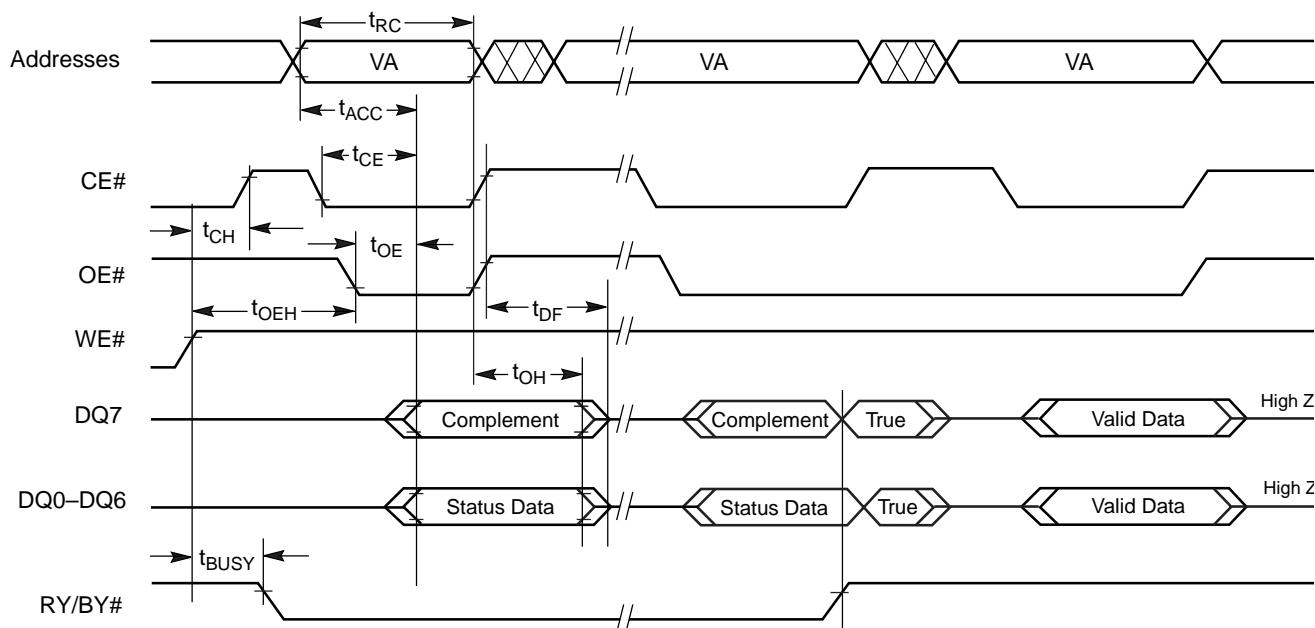 tRC
Addresses VA VA VA
tACC
tCE
CE#
tCH
tOE
OE#
tOEH tDF
WE#
tOH
DQ7 Complement Complement True Valid Data High Z
DQ0–DQ6 Status Data Status Data True Valid Data High Z
tBUSY
RY/BY#